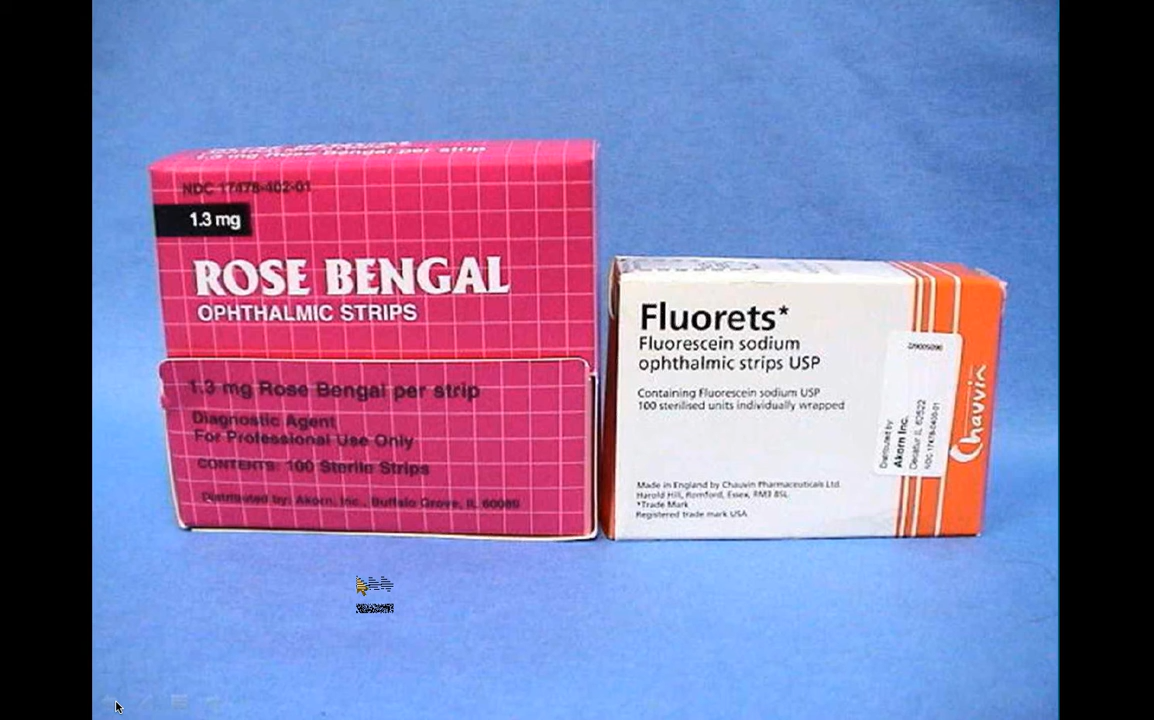 1.3 mg Rose Bengal per strip
NDC 17478-402-01
1.3 mg
ROSE BENGAL
OPHTHALMIC STRIPS
1.3 mg Rose Bengal per strip
Diagnostic Agent
For Professional Use Only
CONTENTS: 100 Sterile Strips
Distributed by: Akorn, Inc., Buffalo Grove, IL 60089
Fluorets*
Fluorescein sodium
ophthalmic strips USP
Containing Fluorescein sodium USP
100 sterilised units individually wrapped
Made in England by Chauvin Pharmaceuticals Ltd.
Harold Hill, Romford, Essex, RM3 8SL
*Trade Mark
Registered trade mark USA
Distributed by:
Akorn Inc.
Decatur IL 62522
Chauvin